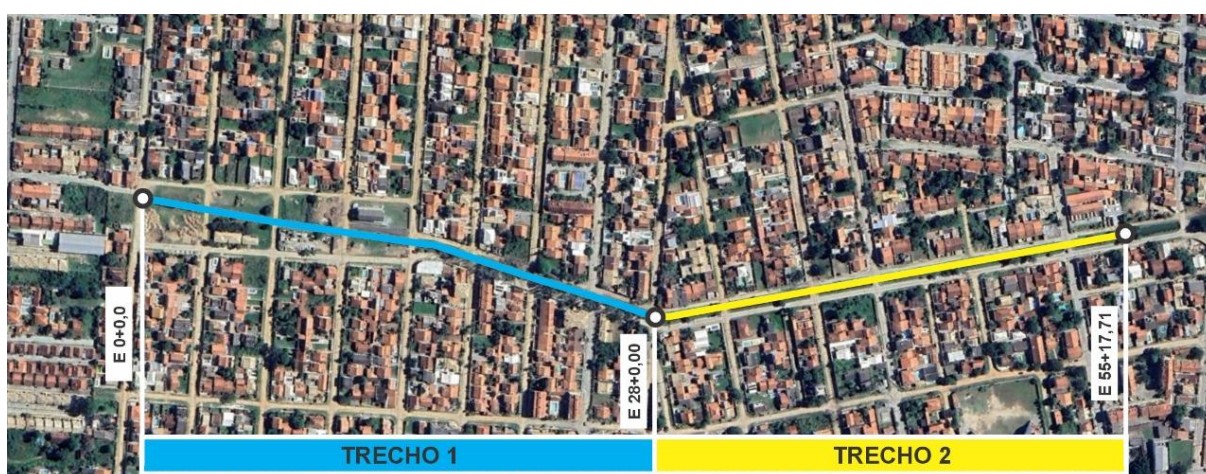 E 0+0,0
E 28+0,00
E 55+17,71
TRECHO 1
TRECHO 2